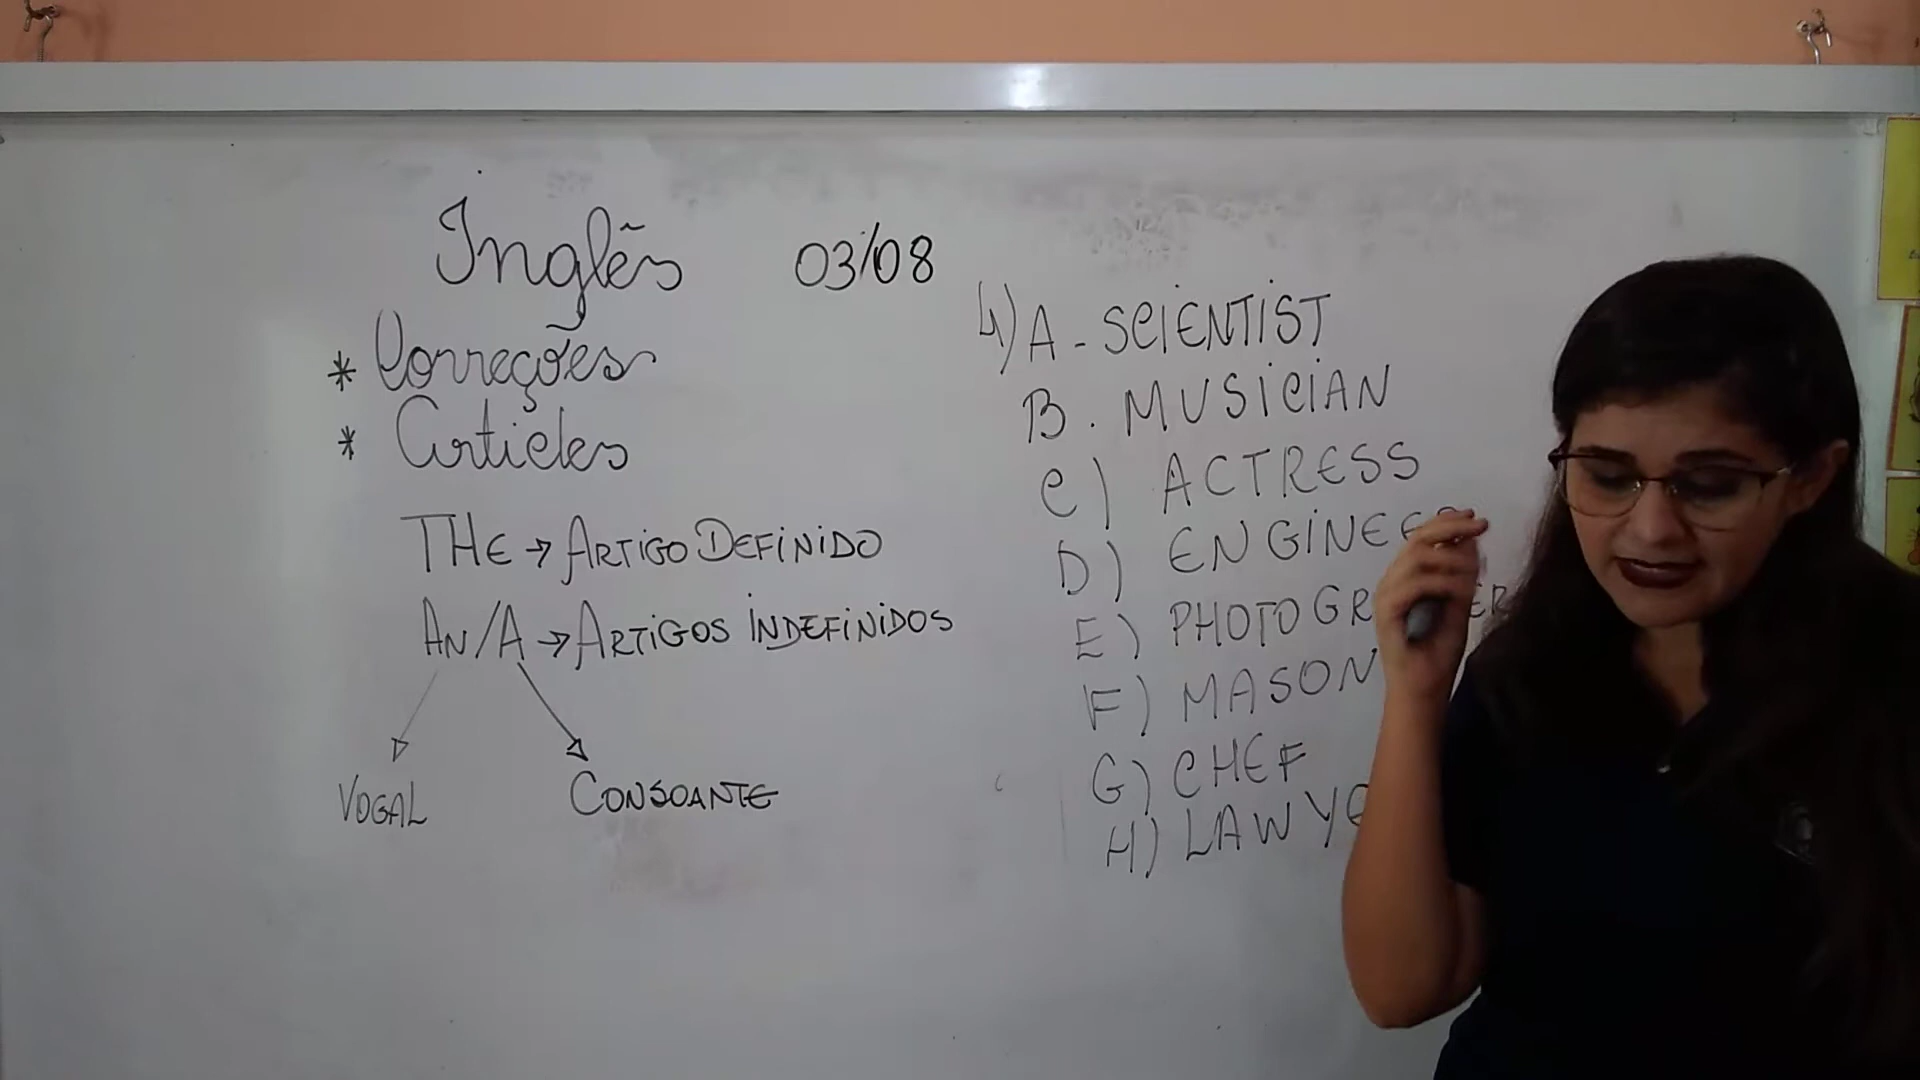 Inglês 03/08
* Correções
* Articles
THE → ARTIGO DEFINIDO
AN/A → ARTIGOS INDEFINIDOS
VOGAL CONSOANTE
4) A - SCIENTIST
B. MUSICIAN
C) ACTRESS
D) ENGINEE
E) PHOTOGR ER
F) MASON
G) CHEF
H) LAWYE